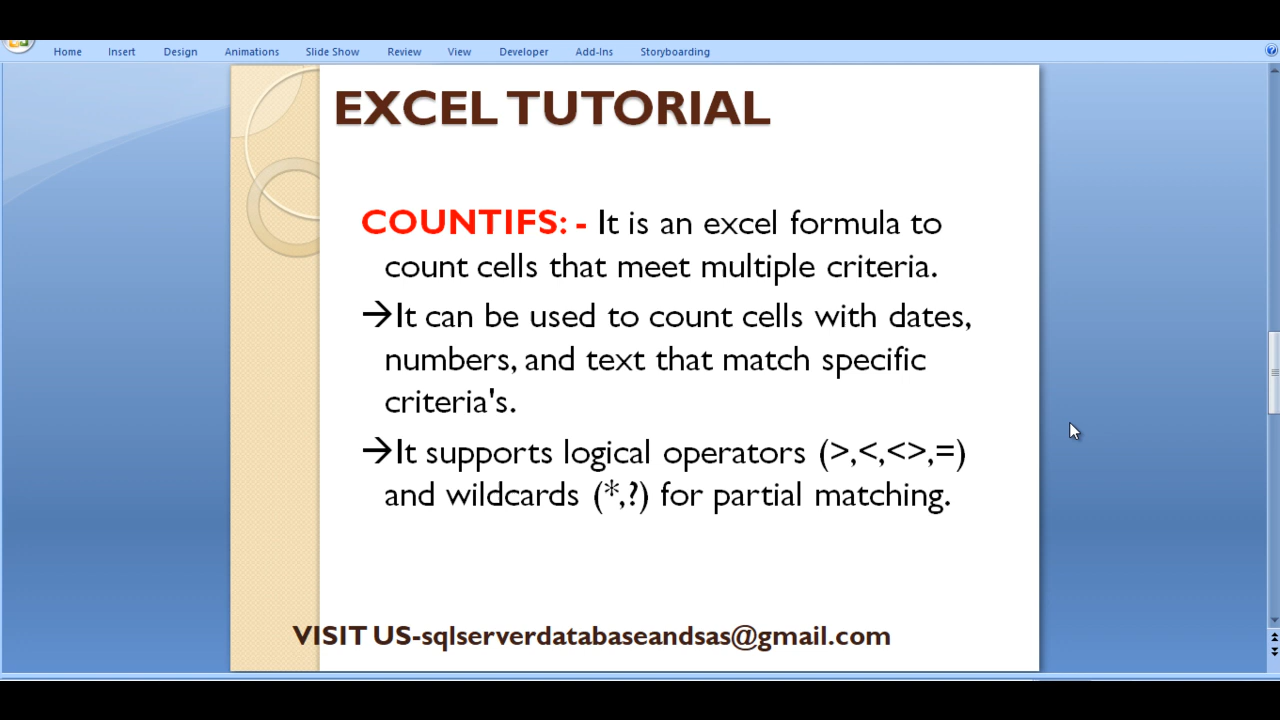 Home Insert Design Animations Slide Show Review View Developer Add-Ins Storyboarding
EXCEL TUTORIAL
COUNTIFS: - It is an excel formula to
count cells that meet multiple criteria.
→It can be used to count cells with dates,
numbers, and text that match specific
criteria's.
→It supports logical operators (>,<,<>,=)
and wildcards (*,?) for partial matching.
VISIT US-sqlserverdatabaseandsas@gmail.com